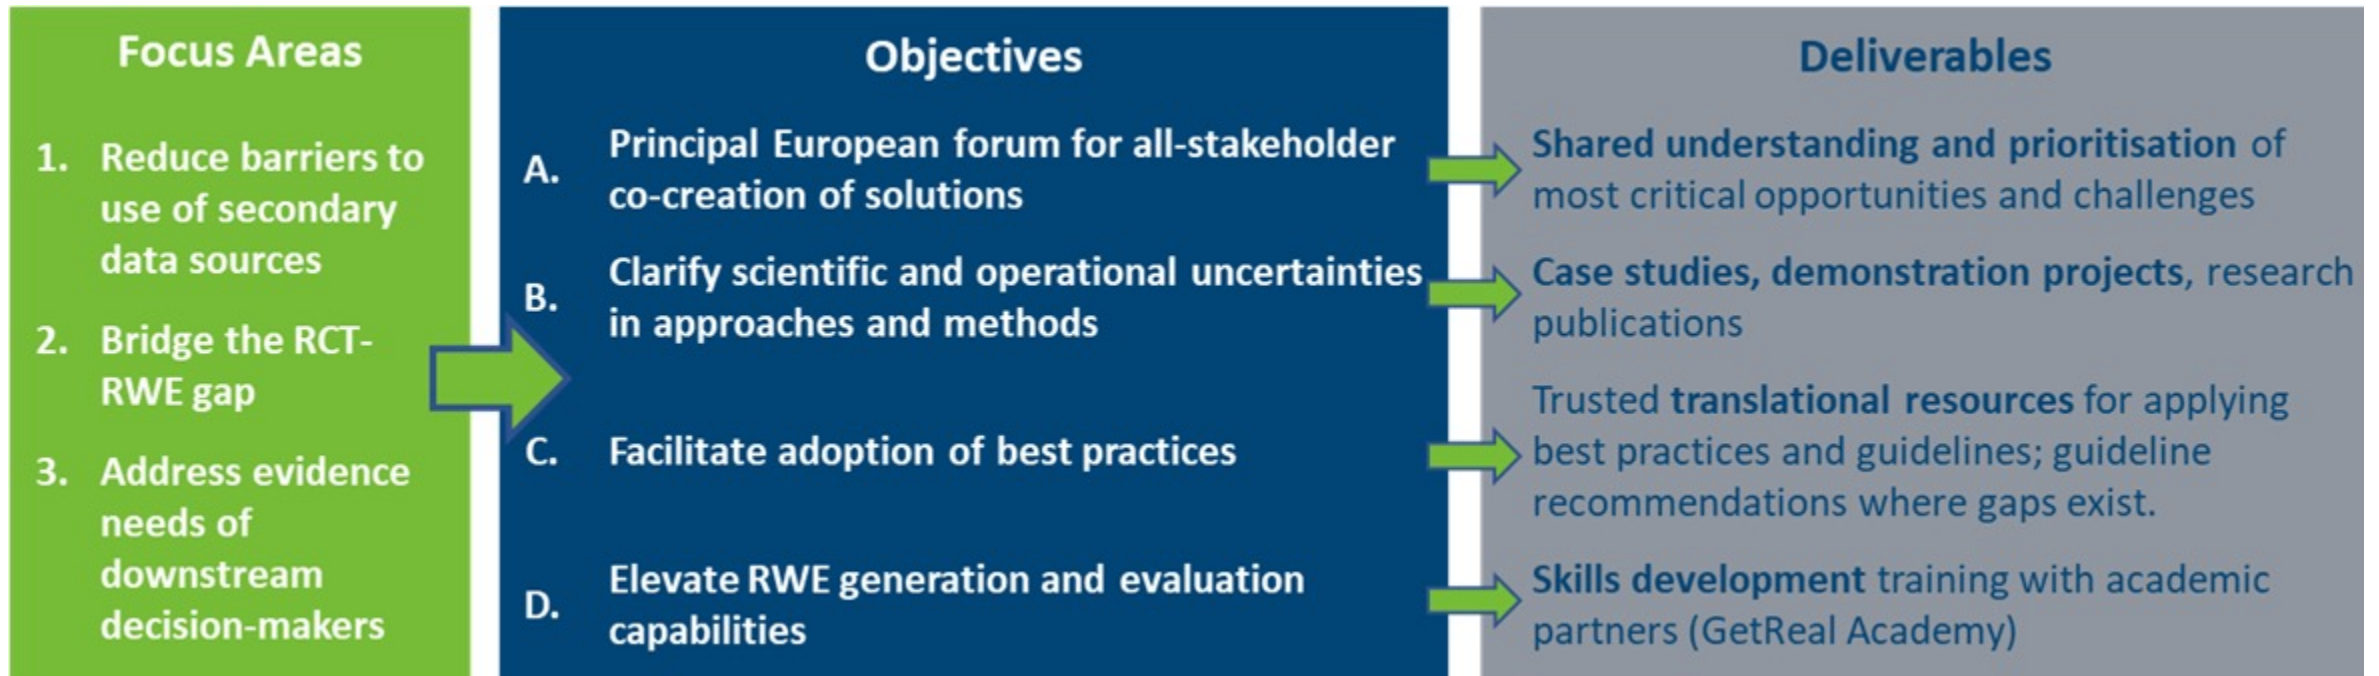 Focus Areas
1. Reduce barriers to
use of secondary
data sources
2. Bridge the RCT-
RWE gap
3. Address evidence
needs of
downstream
decision-makers
Objectives
A. Principal European forum for all-stakeholder
co-creation of solutions
B. Clarify scientific and operational uncertainties
in approaches and methods
C. Facilitate adoption of best practices
D. Elevate RWE generation and evaluation
capabilities
Deliverables
Shared understanding and prioritisation of
most critical opportunities and challenges
Case studies, demonstration projects, research
publications
Trusted translational resources for applying
best practices and guidelines; guideline
recommendations where gaps exist.
Skills development training with academic
partners (GetReal Academy)